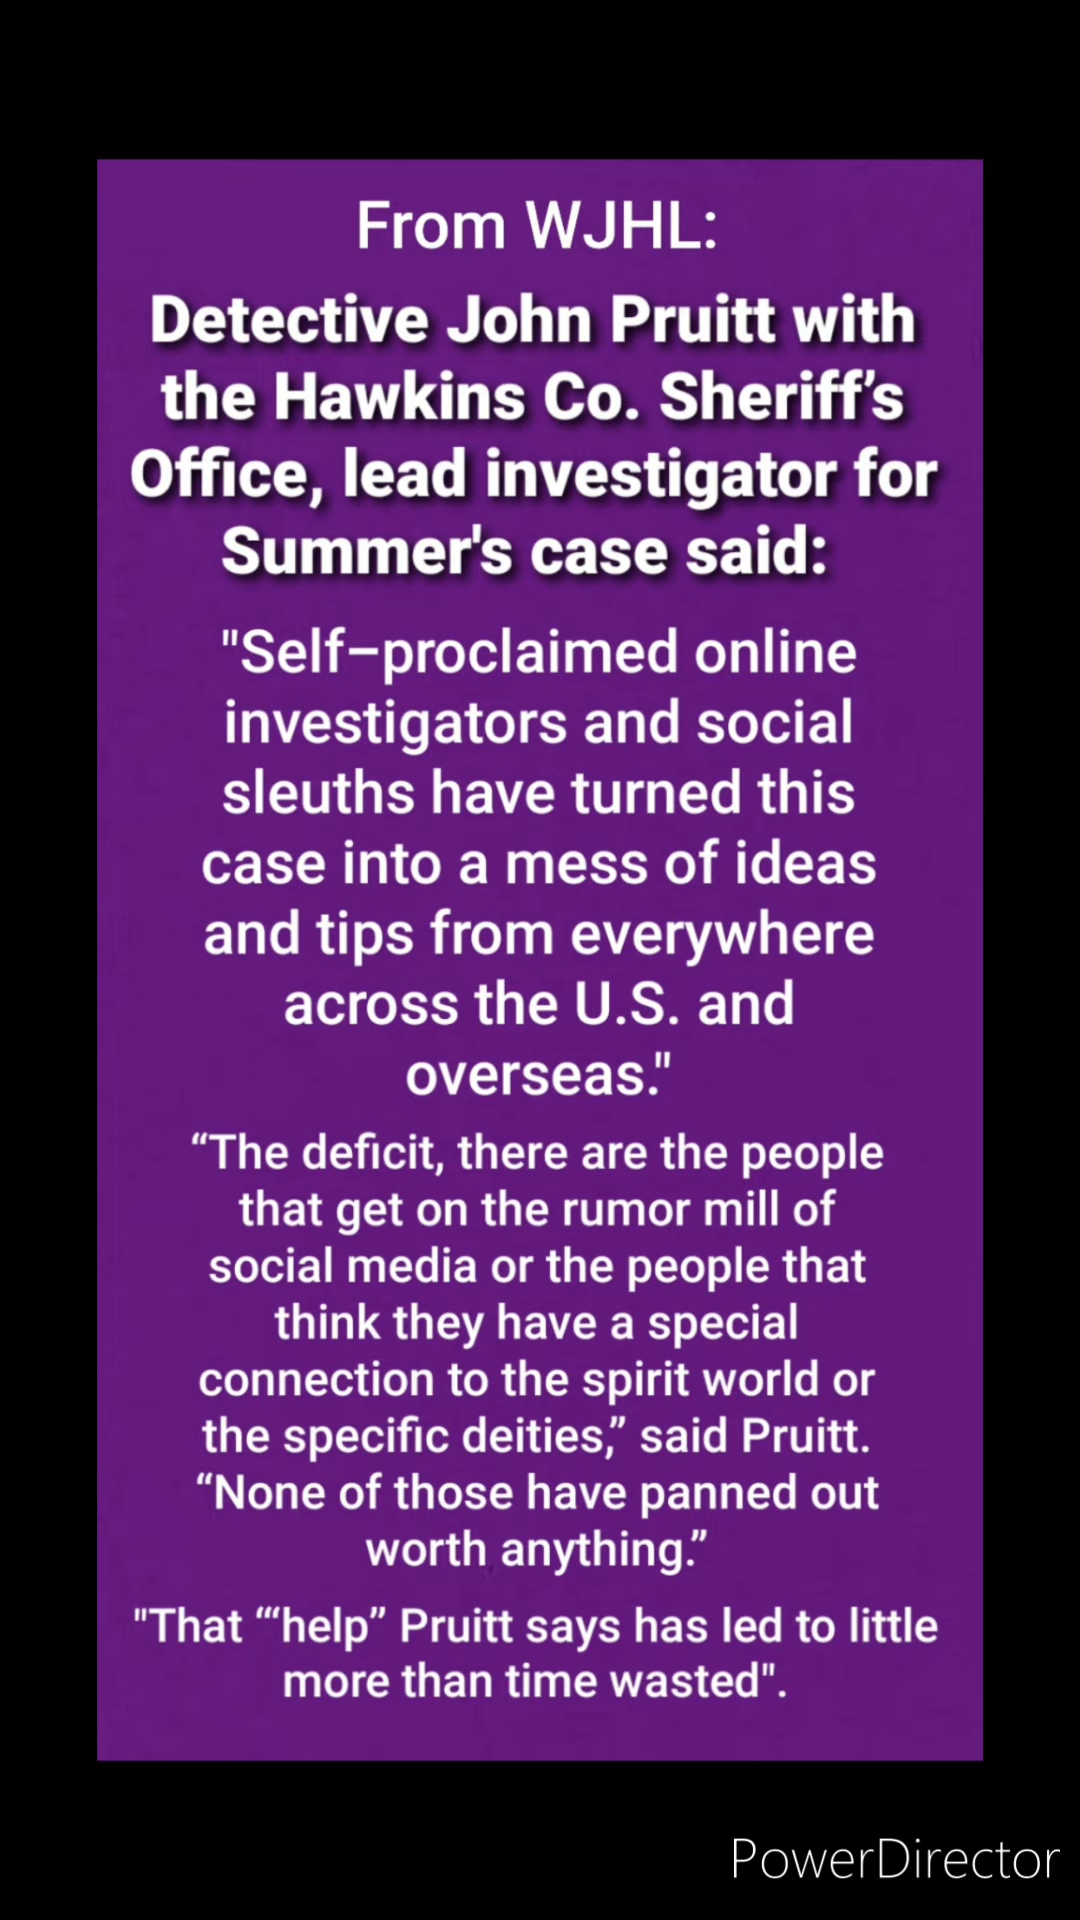 From WJHL:
Detective John Pruitt with
the Hawkins Co. Sheriff’s
Office, lead investigator for
Summer's case said:
"Self–proclaimed online
investigators and social
sleuths have turned this
case into a mess of ideas
and tips from everywhere
across the U.S. and
overseas."
“The deficit, there are the people
that get on the rumor mill of
social media or the people that
think they have a special
connection to the spirit world or
the specific deities,” said Pruitt.
“None of those have panned out
worth anything.”
"That “‘help” Pruitt says has led to little
more than time wasted".
PowerDirector